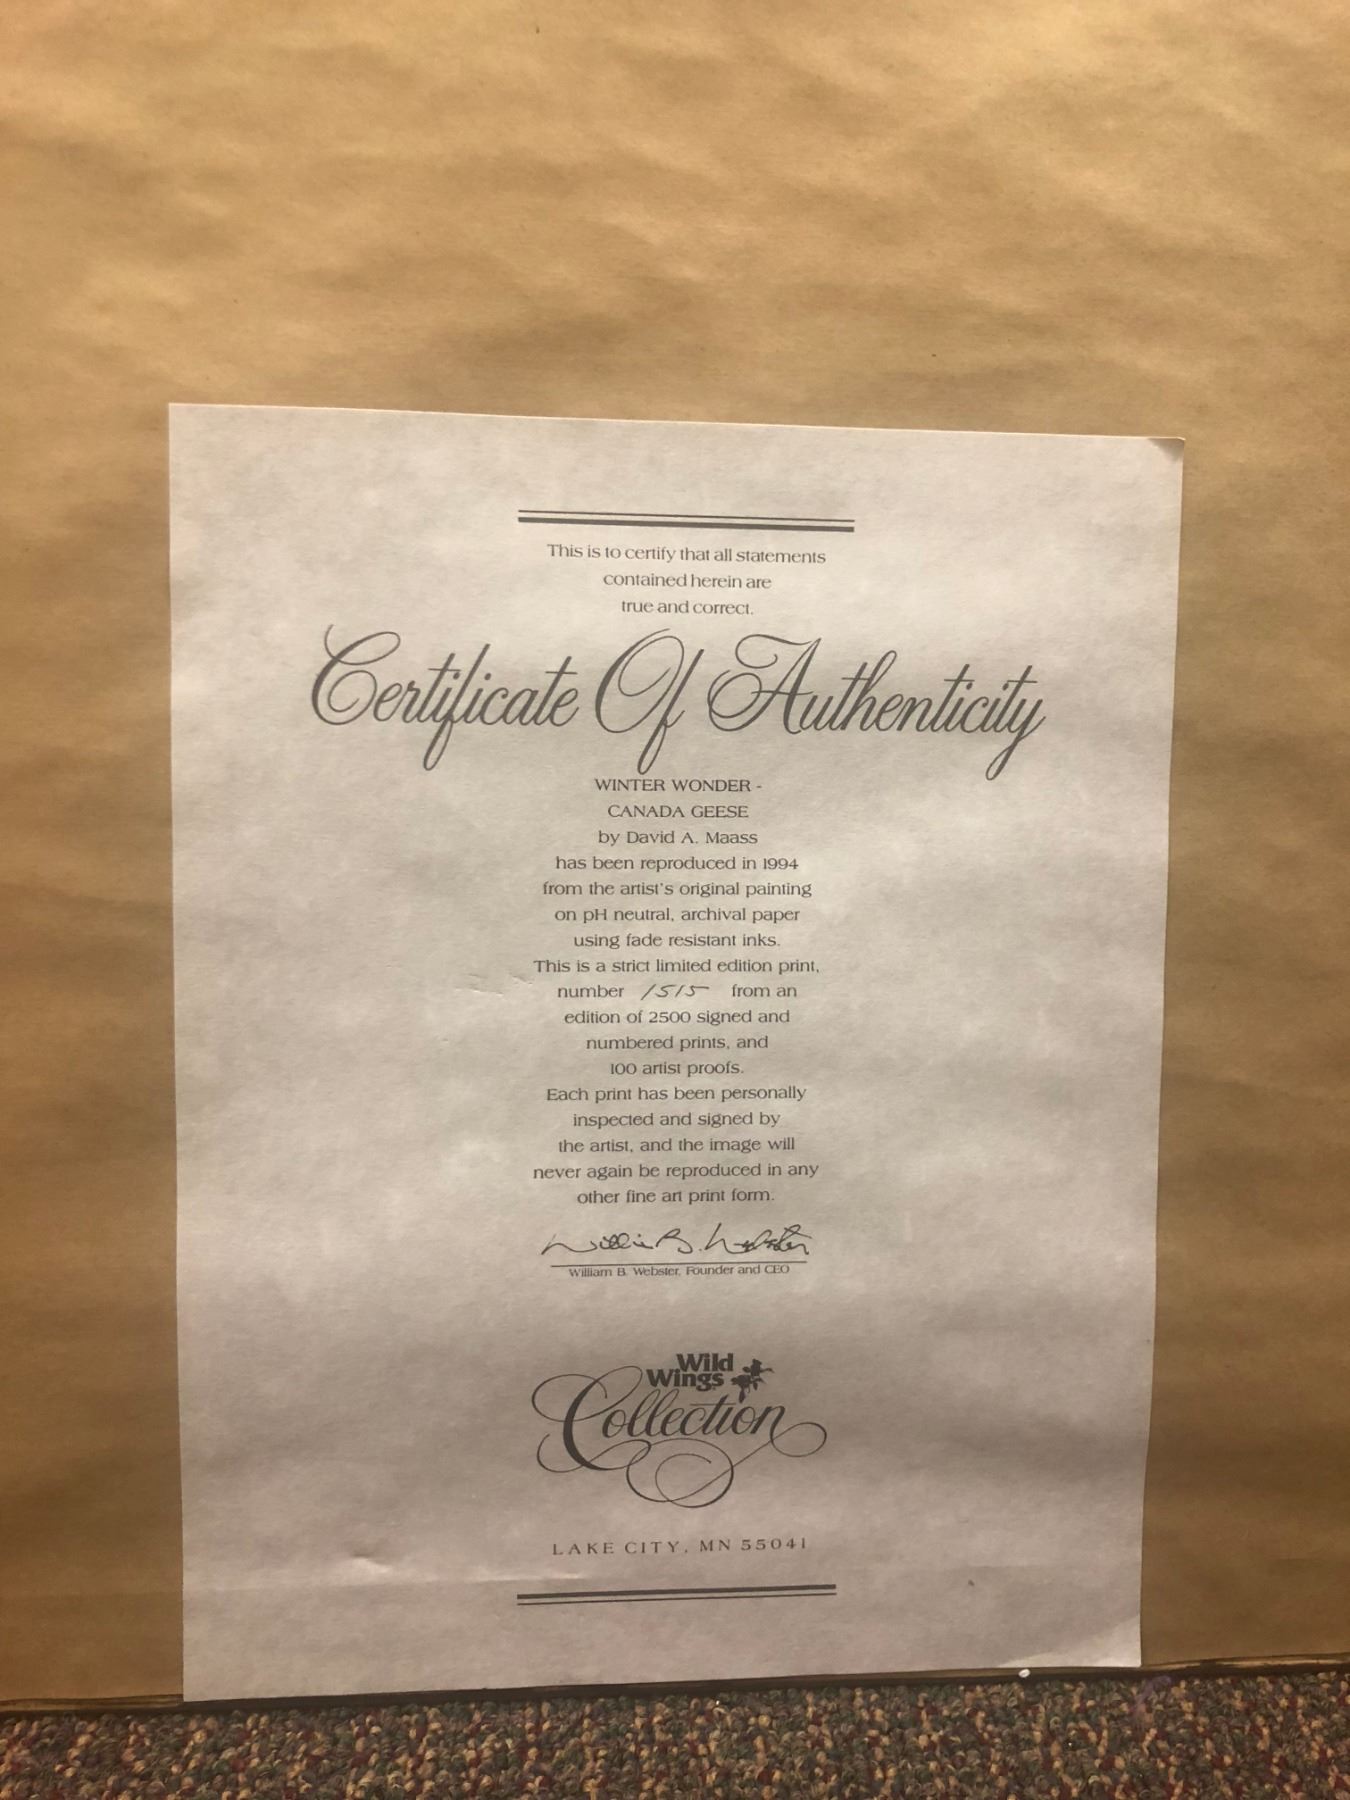 This is to certify that all statements
contained herein are
true and correct.
Certificate Of Authenticity
WINTER WONDER -
CANADA GEESE
by David A. Maass
has been reproduced in 1994
from the artist's original painting
on pH neutral, archival paper
using fade resistant inks.
This is a strict limited edition print,
number 1515 from an
edition of 2500 signed and
numbered prints, and
100 artist proofs.
Each print has been personally
inspected and signed by
the artist, and the image will
never again be reproduced in any
other fine art print form.
William B. Webster
William B. Webster, Founder and CEO
Wild
Wings
Collection
LAKE CITY, MN 55041